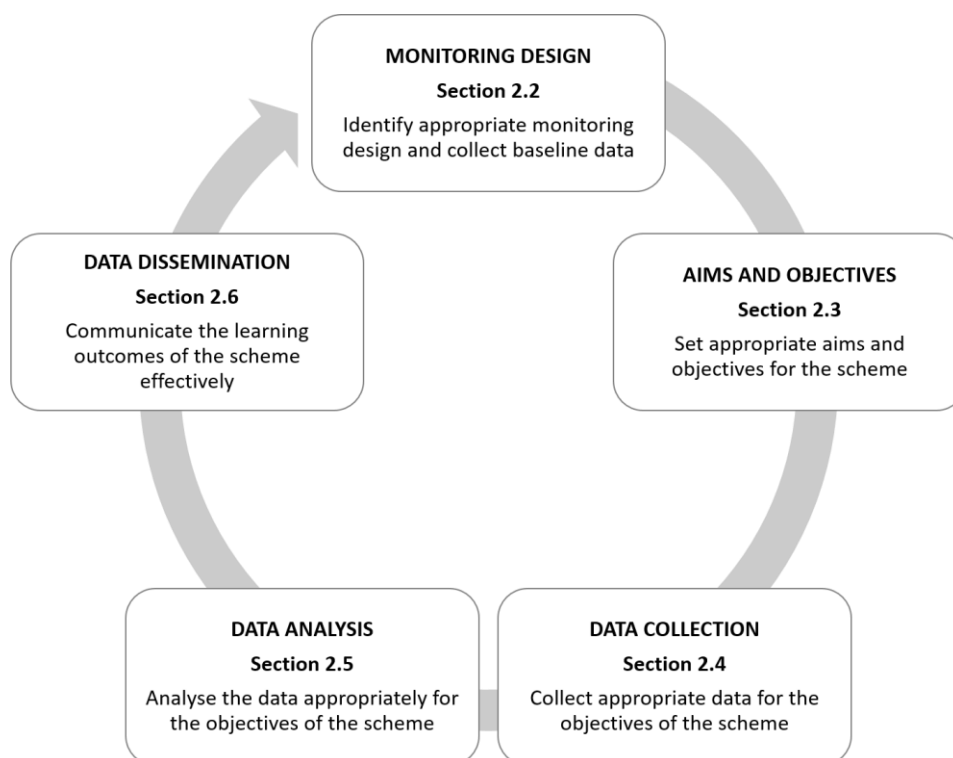 MONITORING DESIGN
Section 2.2
Identify appropriate monitoring
design and collect baseline data
AIMS AND OBJECTIVES
Section 2.3
Set appropriate aims and
objectives for the scheme
DATA COLLECTION
Section 2.4
Collect appropriate data for the
objectives of the scheme
DATA ANALYSIS
Section 2.5
Analyse the data appropriately for
the objectives of the scheme
DATA DISSEMINATION
Section 2.6
Communicate the learning
outcomes of the scheme
effectively